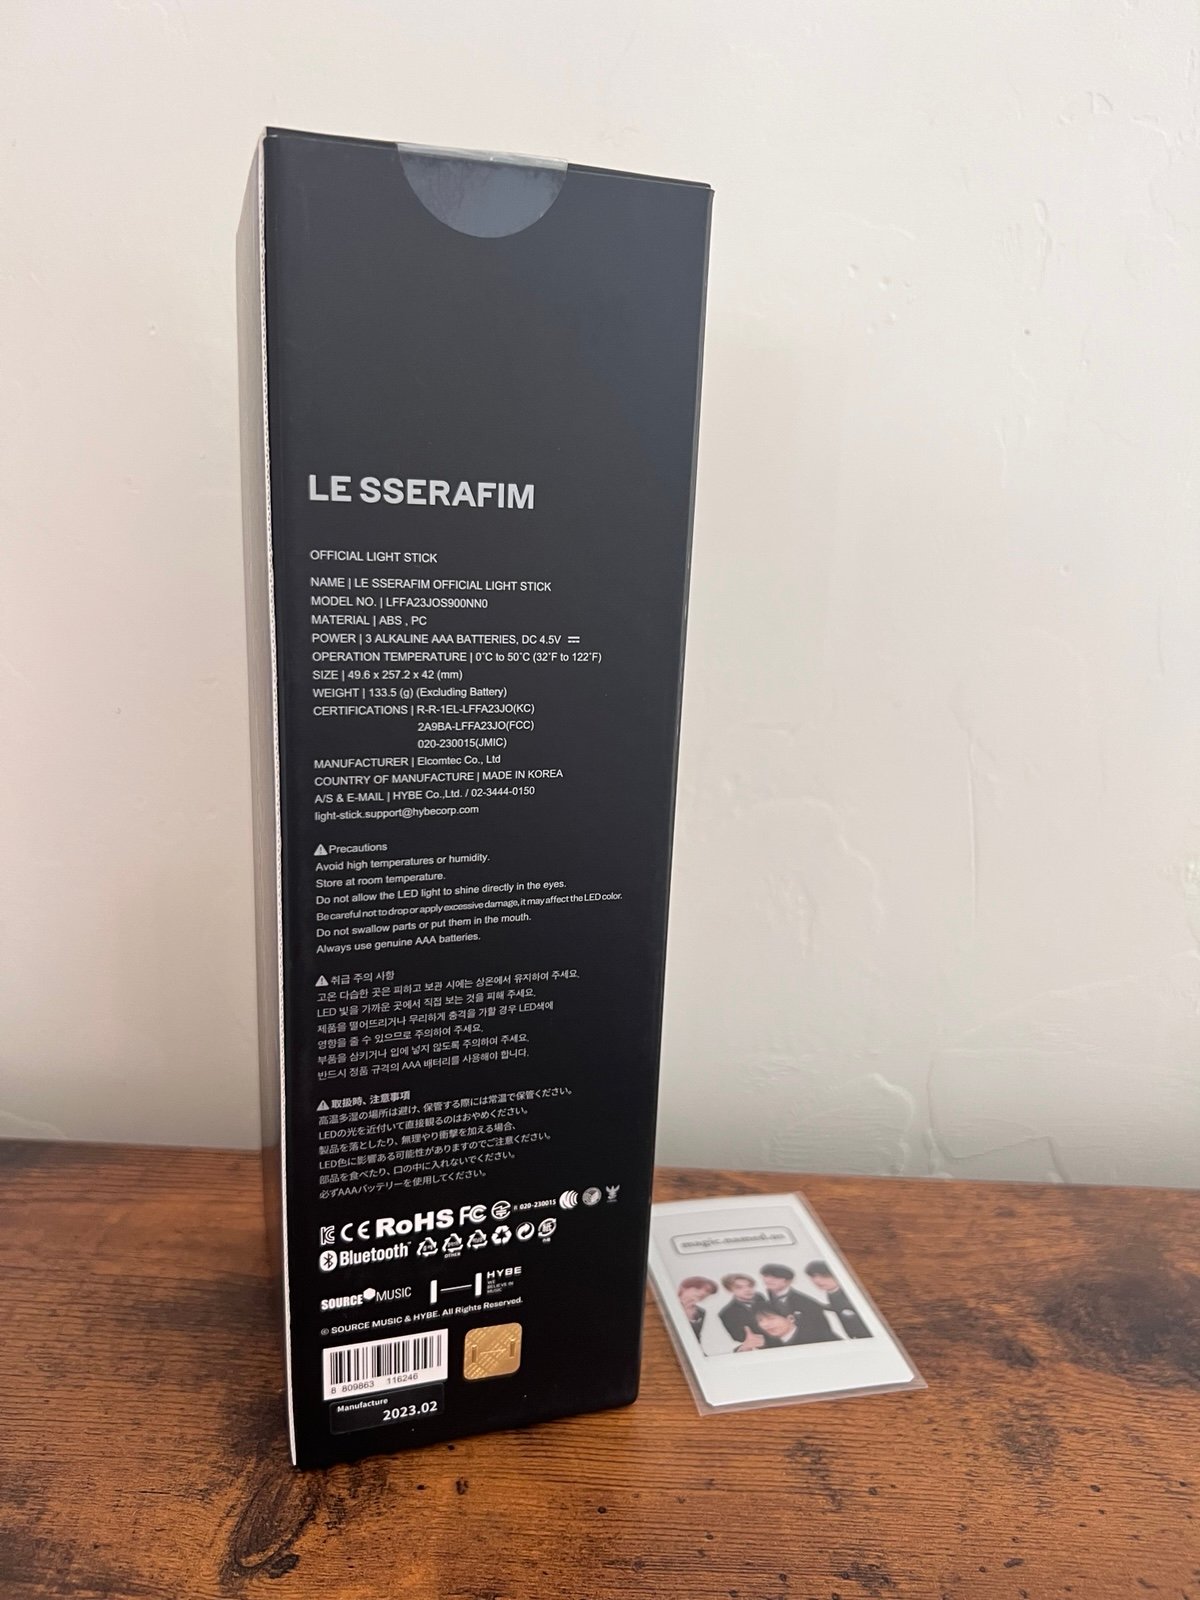 LE SSERAFIM
OFFICIAL LIGHT STICK
NAME | LE SSERAFIM OFFICIAL LIGHT STICK
MODEL NO. | LFFA23JOS900NN0
MATERIAL | ABS , PC
POWER | 3 ALKALINE AAA BATTERIES, DC 4.5V
OPERATION TEMPERATURE | 0°C to 50°C (32°F to 122°F)
SIZE | 49.6 x 257.2 x 42 (mm)
WEIGHT | 133.5 (g) (Excluding Battery)
CERTIFICATIONS | R-R-1EL-LFFA23JO(KC)
2A9BA-LFFA23JO(FCC)
020-230015(JMIC)
MANUFACTURER | Elcomtec Co., Ltd
COUNTRY OF MANUFACTURE | MADE IN KOREA
A/S & E-MAIL | HYBE Co.,Ltd. / 02-3444-0150
light-stick.support@hybecorp.com
Precautions
Avoid high temperatures or humidity.
Store at room temperature.
Do not allow the LED light to shine directly in the eyes.
Be careful not to drop or apply excessive damage, it may affect the LED color.
Do not swallow parts or put them in the mouth.
Always use genuine AAA batteries.
취급 주의 사항
고온 다습한 곳은 피하고 보관 시에는 상온에서 유지하여 주세요.
LED 빛을 가까운 곳에서 직접 보는 것을 피해 주세요.
제품을 떨어뜨리거나 무리하게 충격을 가할 경우 LED색에
영향을 줄 수 있으므로 주의하여 주세요.
부품을 삼키거나 입에 넣지 않도록 주의하여 주세요.
반드시 정품 규격의 AAA 배터리를 사용해야 합니다.
取扱時、注意事項
高温多湿の場所は避け、保管する際には常温で保管ください。
LEDの光を近付いて直接観るのはおやめください。
製品を落としたり、無理やり衝撃を加える場合、
LED色に影響ある可能性がありますのでご注意ください。
部品を食べたり、口の中に入れないでください。
必ずAAAバッテリーを使用してください。
CE RoHS FC R 020-230015
Bluetooth™
SOURCE MUSIC HYBE
WE
BELIEVE IN
MUSIC
© SOURCE MUSIC & HYBE. All Rights Reserved.
8 809863 116246
Manufacture
2023.02
magic.named.us